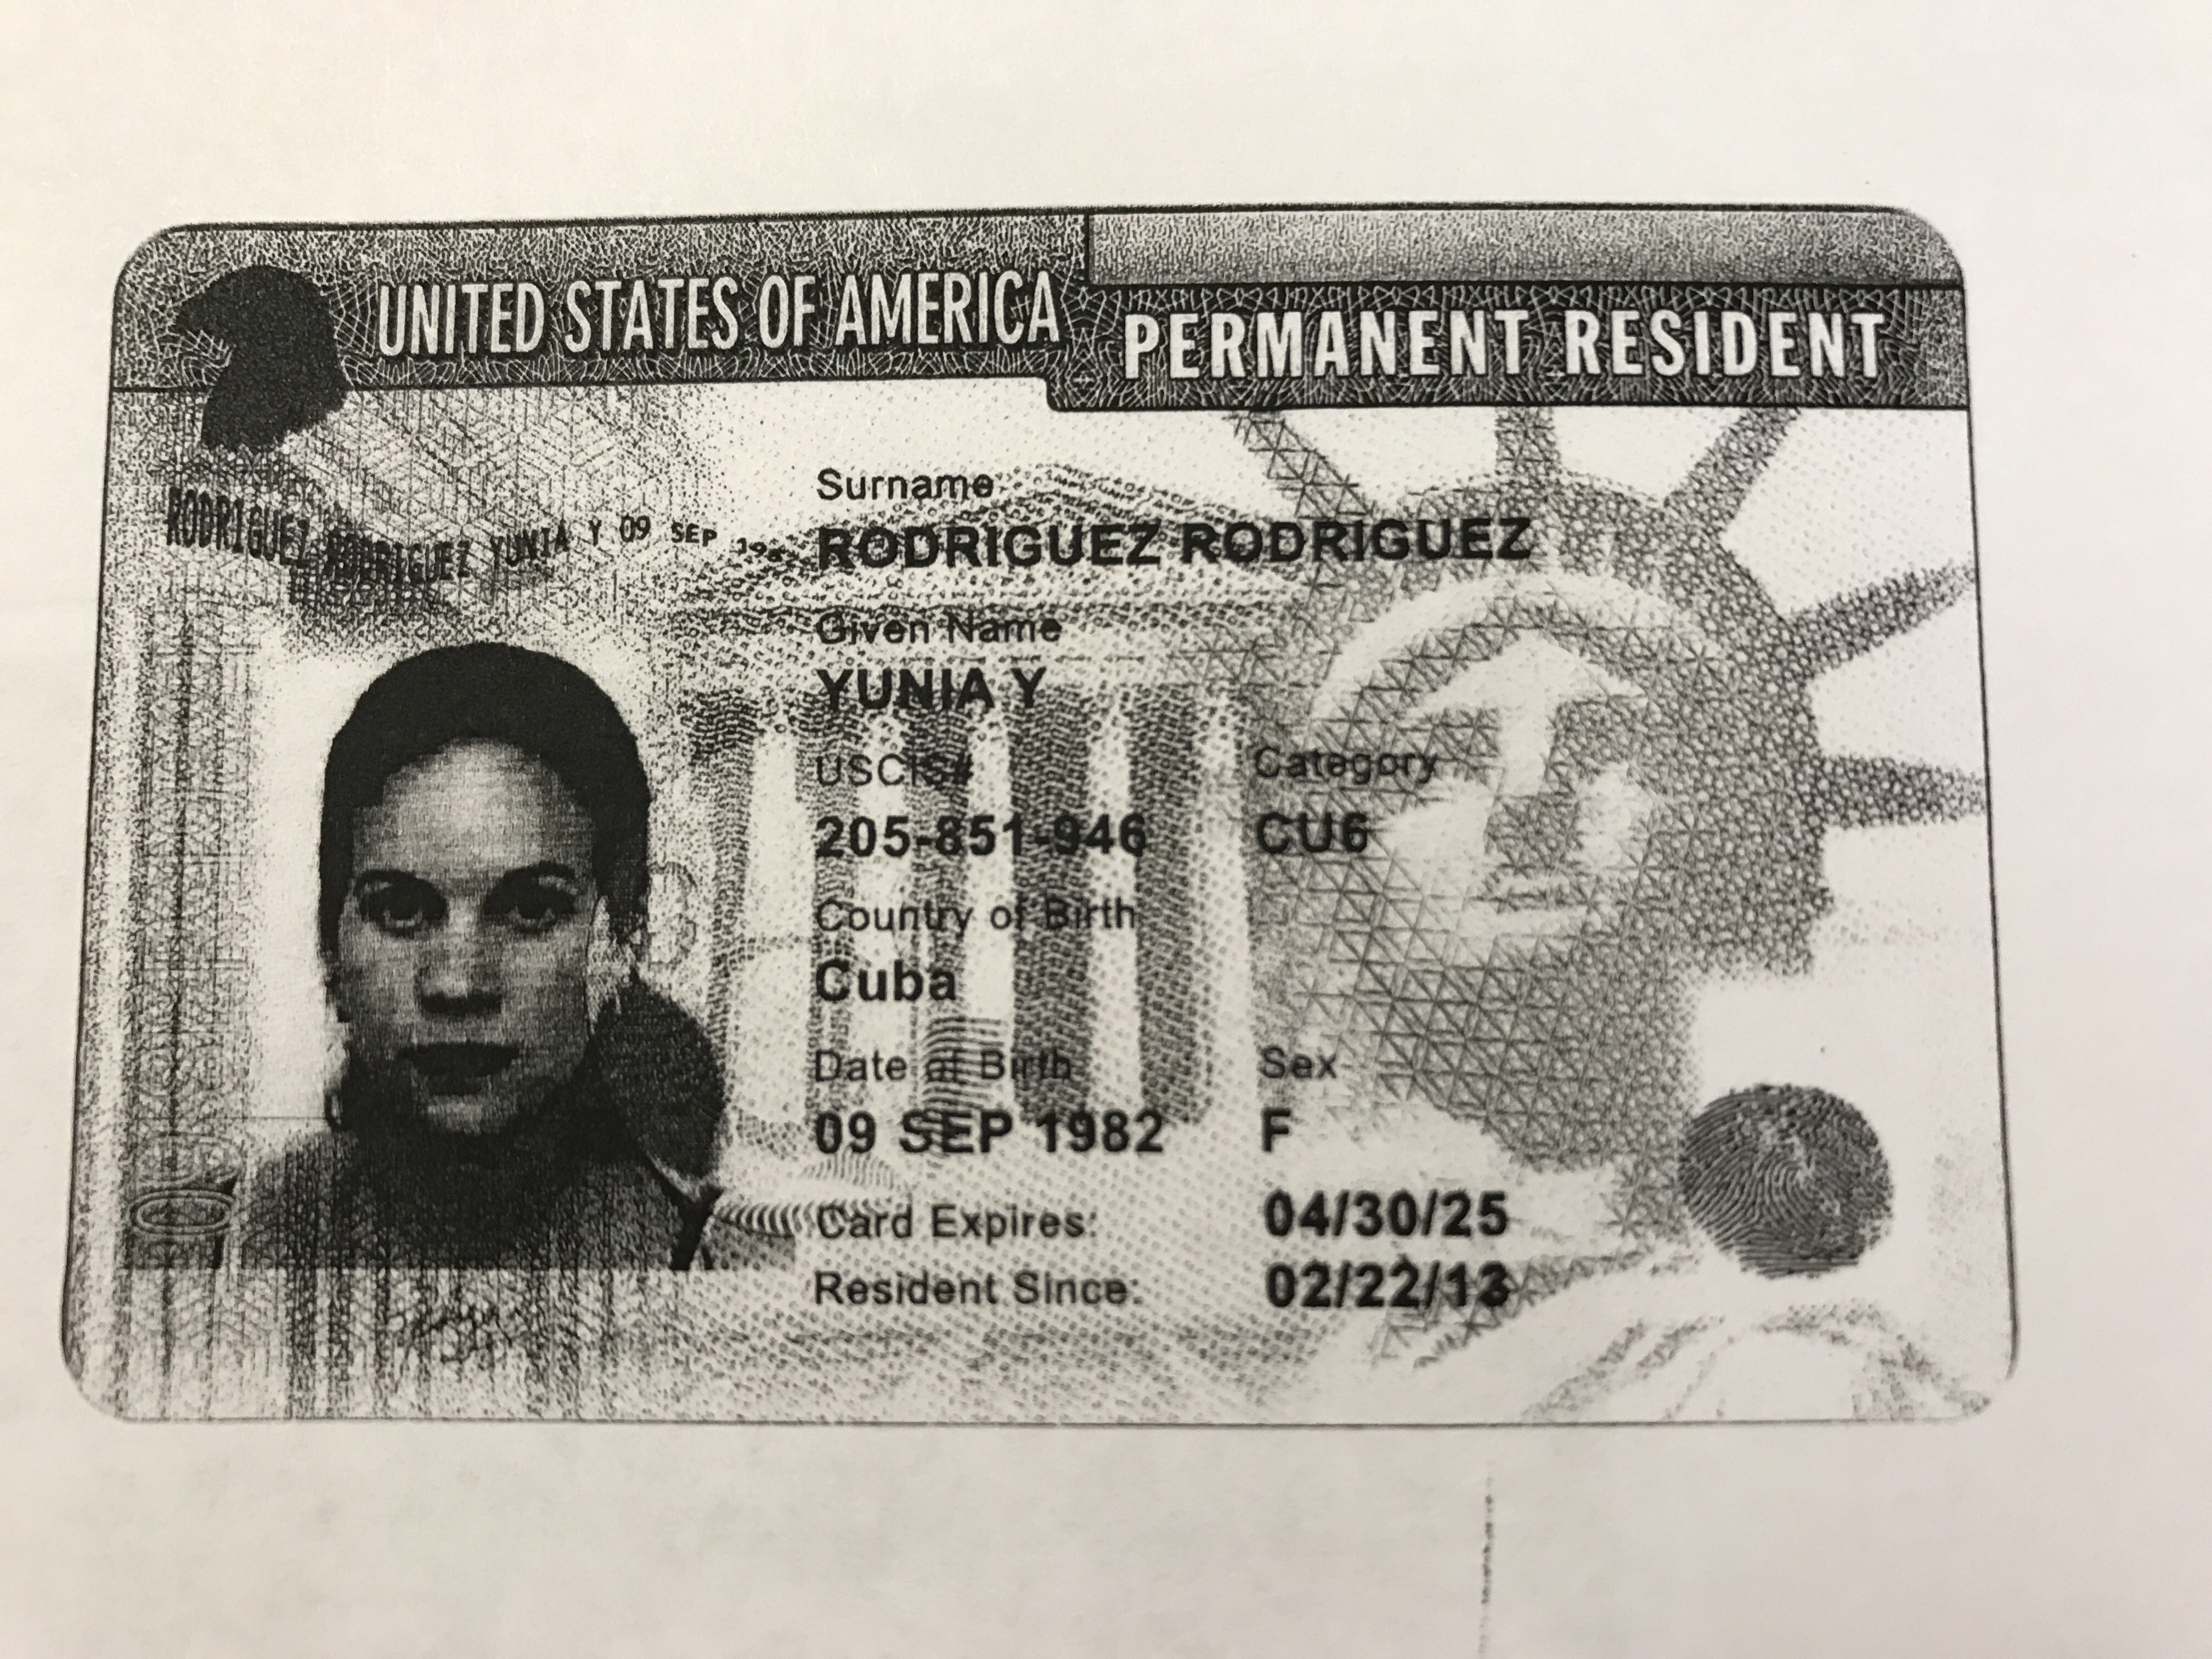 UNITED STATES OF AMERICA PERMANENT RESIDENT
RODRIGUEZ RODRIGUEZ YUNIA Y 09 SEP
Surname
RODRIGUEZ RODRIGUEZ
Given Name
YUNIA Y
USCIS# Category
205-851-946 CU6
Country of Birth
Cuba
Date of Birth Sex
09 SEP 1982 F
Card Expires: 04/30/25
Resident Since: 02/22/13